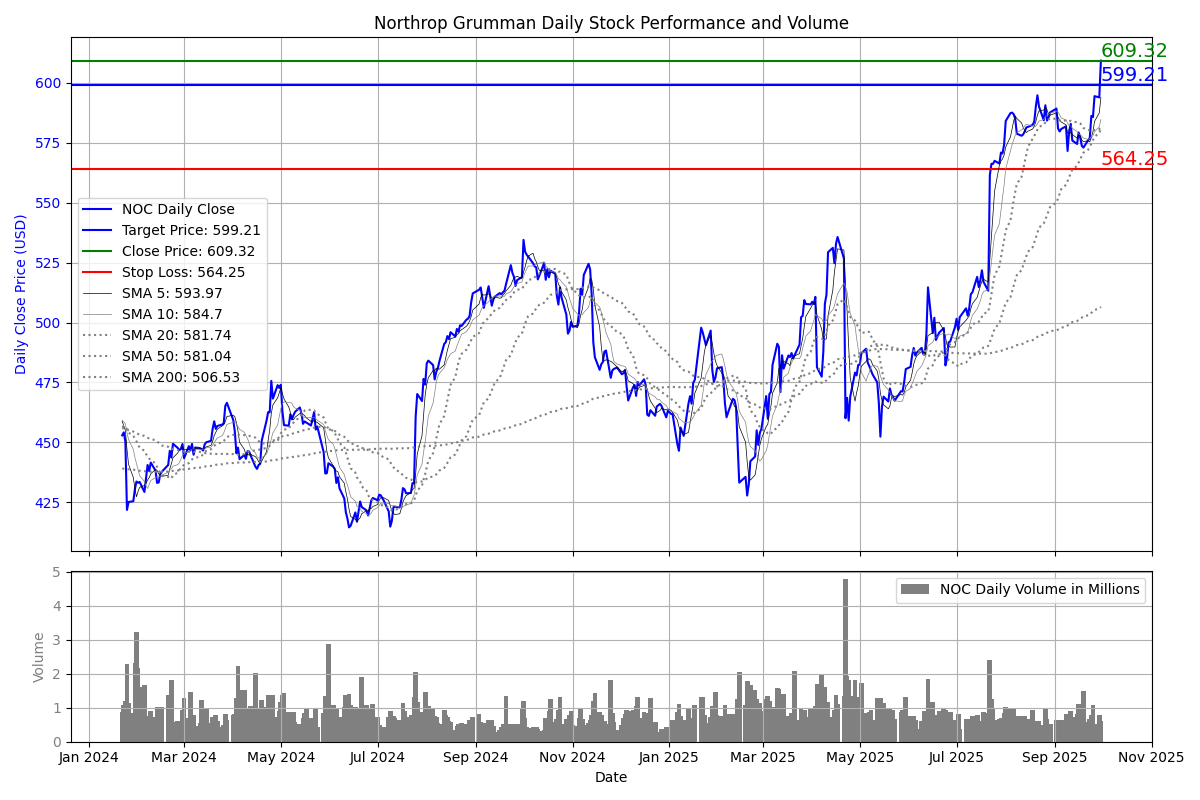 Northrop Grumman Daily Stock Performance and Volume
609.32
599.21
564.25
600
575
550
525
500
475
450
425
Daily Close Price (USD)
NOC Daily Close
Target Price: 599.21
Close Price: 609.32
Stop Loss: 564.25
SMA 5: 593.97
SMA 10: 584.7
SMA 20: 581.74
SMA 50: 581.04
SMA 200: 506.53
5
4
3
2
1
0
Volume
NOC Daily Volume in Millions
Jan 2024
Mar 2024
May 2024
Jul 2024
Sep 2024
Nov 2024
Jan 2025
Mar 2025
May 2025
Jul 2025
Sep 2025
Nov 2025
Date